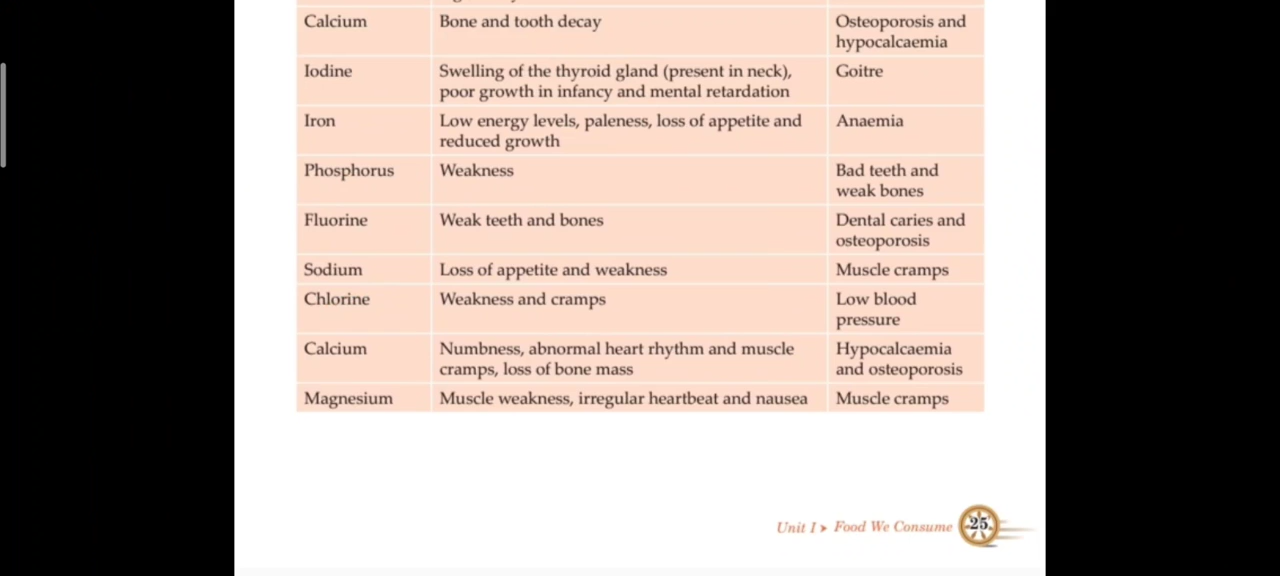 Calcium Bone and tooth decay Osteoporosis and
hypocalcaemia
Iodine Swelling of the thyroid gland (present in neck), Goitre
poor growth in infancy and mental retardation
Iron Low energy levels, paleness, loss of appetite and Anaemia
reduced growth
Phosphorus Weakness Bad teeth and
weak bones
Fluorine Weak teeth and bones Dental caries and
osteoporosis
Sodium Loss of appetite and weakness Muscle cramps
Chlorine Weakness and cramps Low blood
pressure
Calcium Numbness, abnormal heart rhythm and muscle Hypocalcaemia
cramps, loss of bone mass and osteoporosis
Magnesium Muscle weakness, irregular heartbeat and nausea Muscle cramps
Unit I ➤ Food We Consume 25